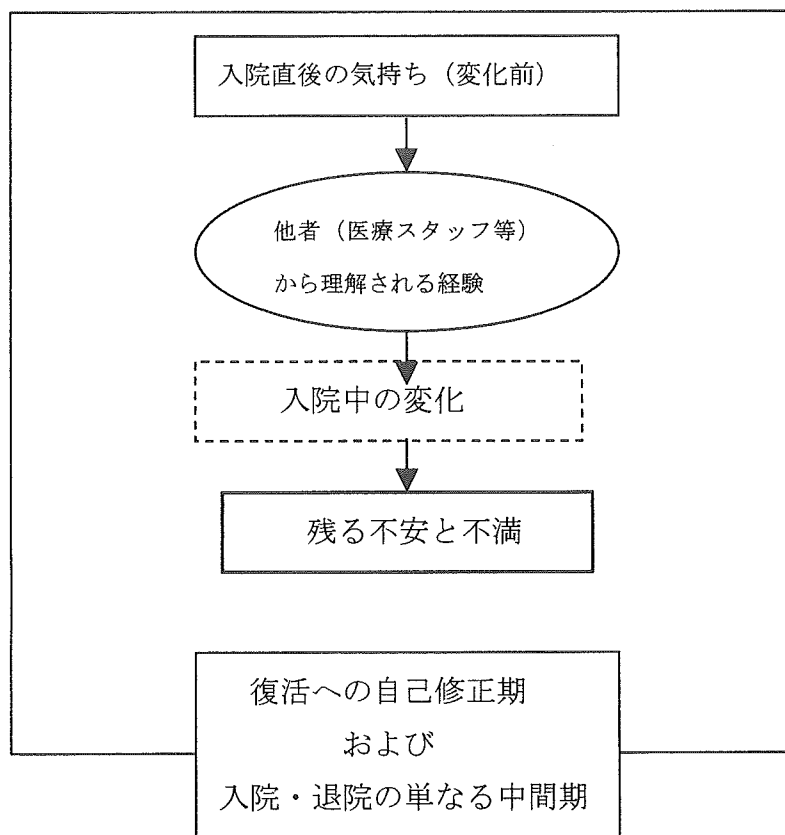 入院直後の気持ち（変化前）
他者（医療スタッフ等）
から理解される経験
入院中の変化
残る不安と不満
復活への自己修正期
および
入院・退院の単なる中間期